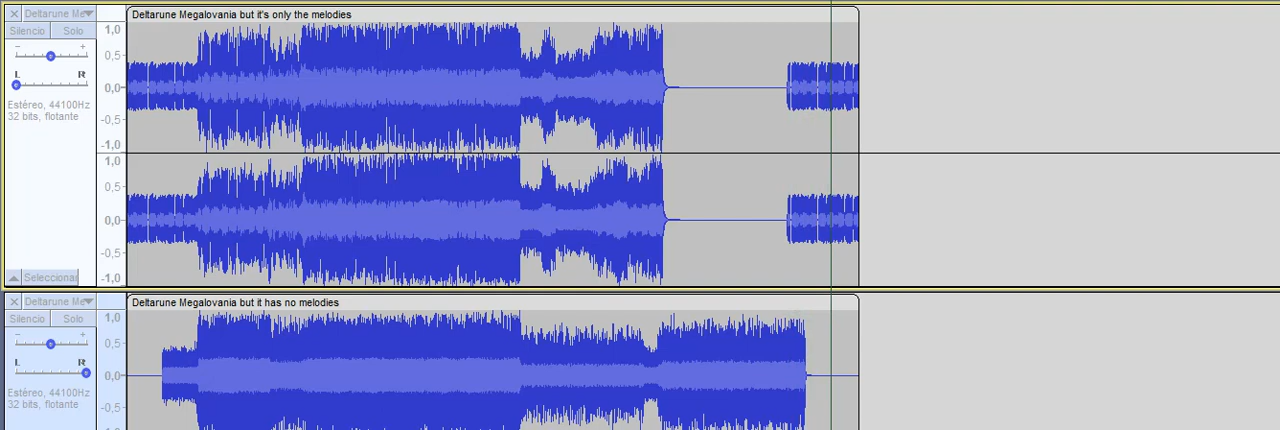 Deltarune Me Deltarune Megalovania but it's only the melodies
Silencio Solo 1,0
- + 0,5
L R 0,0
Estéreo, 44100Hz
32 bits, flotante -0,5
-1,0
1,0
0,5
0,0
-0,5
Seleccionar -1,0
Deltarune Me Deltarune Megalovania but it has no melodies
Silencio Solo 1,0
- + 0,5
L R 0,0
Estéreo, 44100Hz
32 bits, flotante -0,5